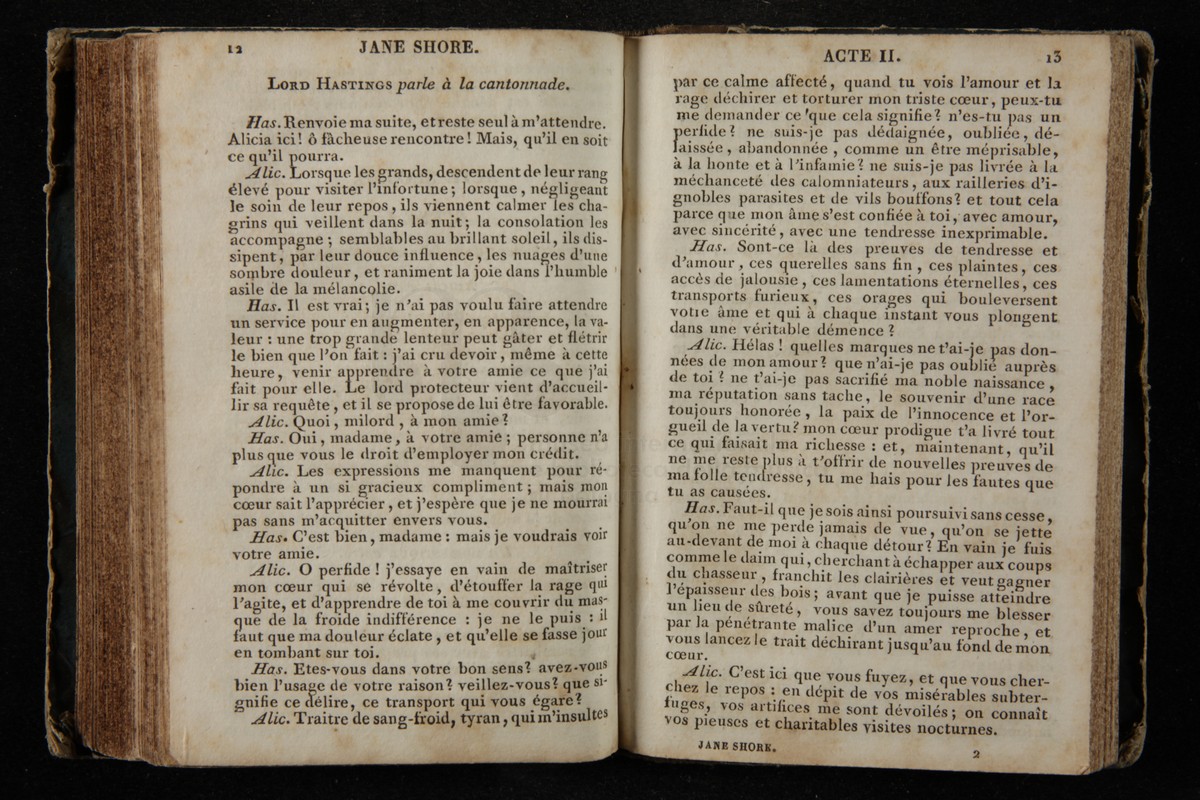 12 JANE SHORE.
LORD HASTINGS parle à la cantonnade.
Has. Renvoie ma suite, et reste seul à m'attendre.
Alicia ici! ô fâcheuse rencontre! Mais, qu'il en soit
ce qu'il pourra.
Alic. Lorsque les grands, descendent de leur rang
élevé pour visiter l'infortune; lorsque, négligeant
le soin de leur repos, ils viennent calmer les cha-
grins qui veillent dans la nuit; la consolation les
accompagne; semblables au brillant soleil, ils dis-
sipent, par leur douce influence, les nuages d'une
sombre douleur, et raniment la joie dans l'humble
asile de la mélancolie.
Has. Il est vrai; je n'ai pas voulu faire attendre
un service pour en augmenter, en apparence, la va-
leur : une trop grande lenteur peut gâter et flétrir
le bien que l'on fait : j'ai cru devoir, même à cette
heure, venir apprendre à votre amie ce que j'ai
fait pour elle. Le lord protecteur vient d'accueil-
lir sa requête, et il se propose de lui être favorable.
Alic. Quoi, milord, à mon amie?
Has. Oui, madame, à votre amie; personne n'a
plus que vous le droit d'employer mon crédit.
Alic. Les expressions me manquent pour ré-
pondre à un si gracieux compliment; mais mon
cœur sait l'apprécier, et j'espère que je ne mourrai
pas sans m'acquitter envers vous.
Has. C'est bien, madame : mais je voudrais voir
votre amie.
Alic. O perfide! j'essaye en vain de maîtriser
mon cœur qui se révolte, d'étouffer la rage qui
l'agite, et d'apprendre de toi à me couvrir du mas-
que de la froide indifférence : je ne le puis : il
faut que ma douleur éclate, et qu'elle se fasse jour
en tombant sur toi.
Has. Etes-vous dans votre bon sens? avez-vous
bien l'usage de votre raison? veillez-vous? que si-
gnifie ce délire, ce transport qui vous égare?
Alic. Traitre de sang-froid, tyran, qui m'insultes
ACTE II. 13
par ce calme affecté, quand tu vois l'amour et la
rage déchirer et torturer mon triste cœur, peux-tu
me demander ce que cela signifie? n'es-tu pas un
perfide? ne suis-je pas dédaignée, oubliée, dé-
laissée, abandonnée, comme un être méprisable,
à la honte et à l'infamie? ne suis-je pas livrée à la
méchanceté des calomniateurs, aux railleries d'i-
gnobles parasites et de vils bouffons? et tout cela
parce que mon âme s'est confiée à toi, avec amour,
avec sincérité, avec une tendresse inexprimable.
Has. Sont-ce là des preuves de tendresse et
d'amour, ces querelles sans fin, ces plaintes, ces
accès de jalousie, ces lamentations éternelles, ces
transports furieux, ces orages qui bouleversent
votre âme et qui à chaque instant vous plongent
dans une véritable démence?
Alic. Hélas! quelles marques ne t'ai-je pas don-
nées de mon amour? que n'ai-je pas oublié auprès
de toi? ne t'ai-je pas sacrifié ma noble naissance,
ma réputation sans tache, le souvenir d'une race
toujours honorée, la paix de l'innocence et l'or-
gueil de la vertu? mon cœur prodigue t'a livré tout
ce qui faisait ma richesse : et, maintenant, qu'il
ne me reste plus à t'offrir de nouvelles preuves de
ma folle tendresse, tu me hais pour les fautes que
tu as causées.
Has. Faut-il que je sois ainsi poursuivi sans cesse,
qu'on ne me perde jamais de vue, qu'on se jette
au-devant de moi à chaque détour? En vain je fuis
comme le daim qui, cherchant à échapper aux coups
du chasseur, franchit les clairières et veut gagner
l'épaisseur des bois; avant que je puisse atteindre
un lieu de sûreté, vous savez toujours me blesser
par la pénétrante malice d'un amer reproche, et
vous lancez le trait déchirant jusqu'au fond de mon
cœur.
Alic. C'est ici que vous fuyez, et que vous cher-
chez le repos : en dépit de vos misérables subter-
fuges, vos artifices me sont dévoilés; on connaît
vos pieuses et charitables visites nocturnes.
JANE SHORE. 2